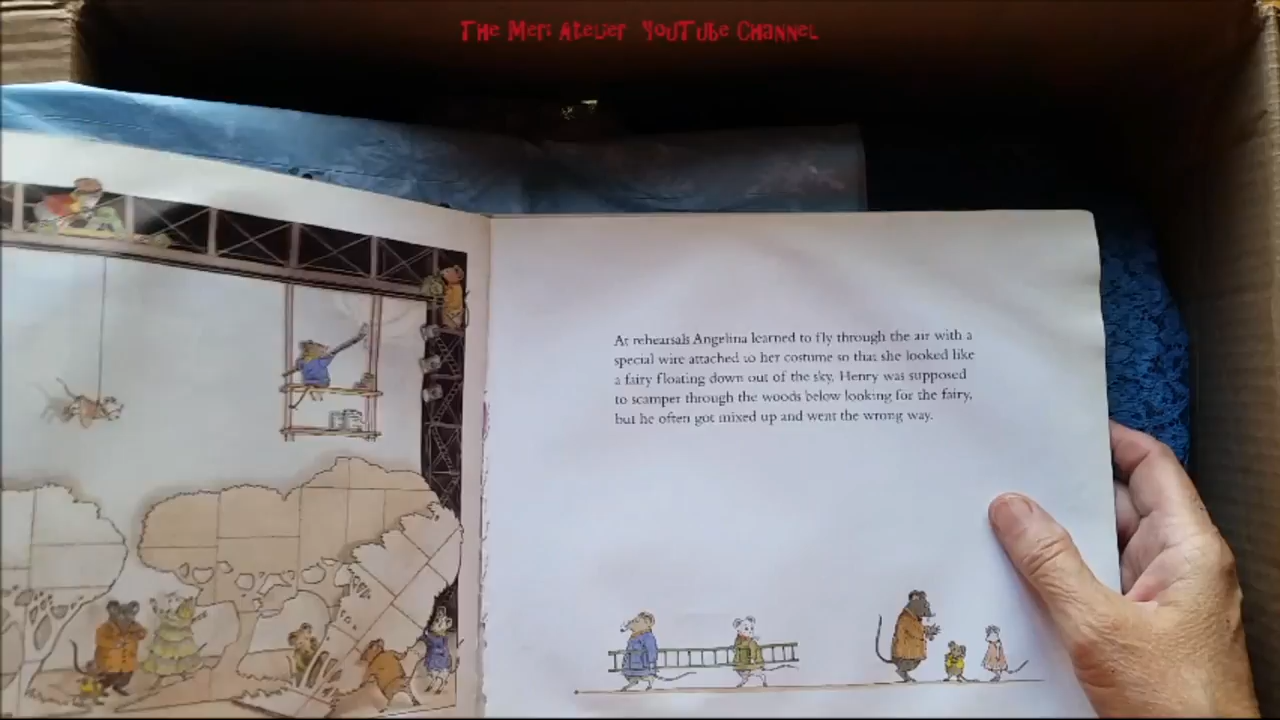 The Meri Atelier YouTube Channel
At rehearsals Angelina learned to fly through the air with a
special wire attached to her costume so that she looked like
a fairy floating down out of the sky. Henry was supposed
to scamper through the woods below looking for the fairy,
but he often got mixed up and went the wrong way.